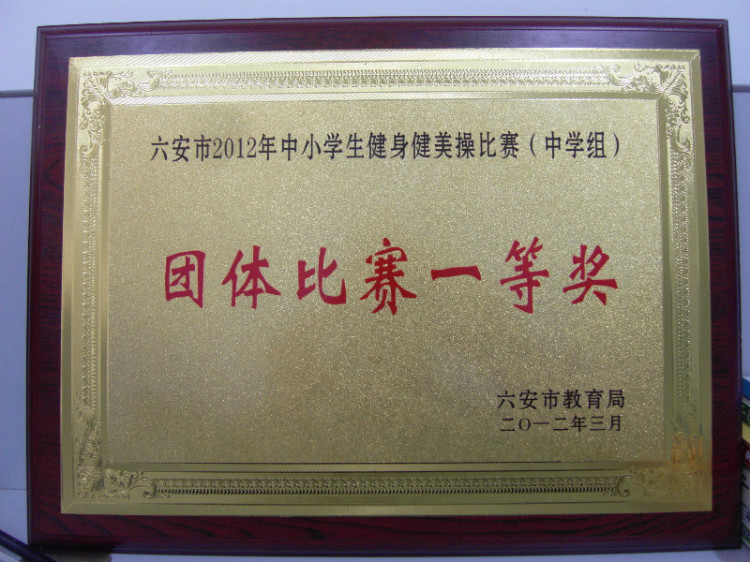 六安市2012年中小学生健身健美操比赛（中学组）
团体比赛一等奖
六安市教育局
二〇一二年三月